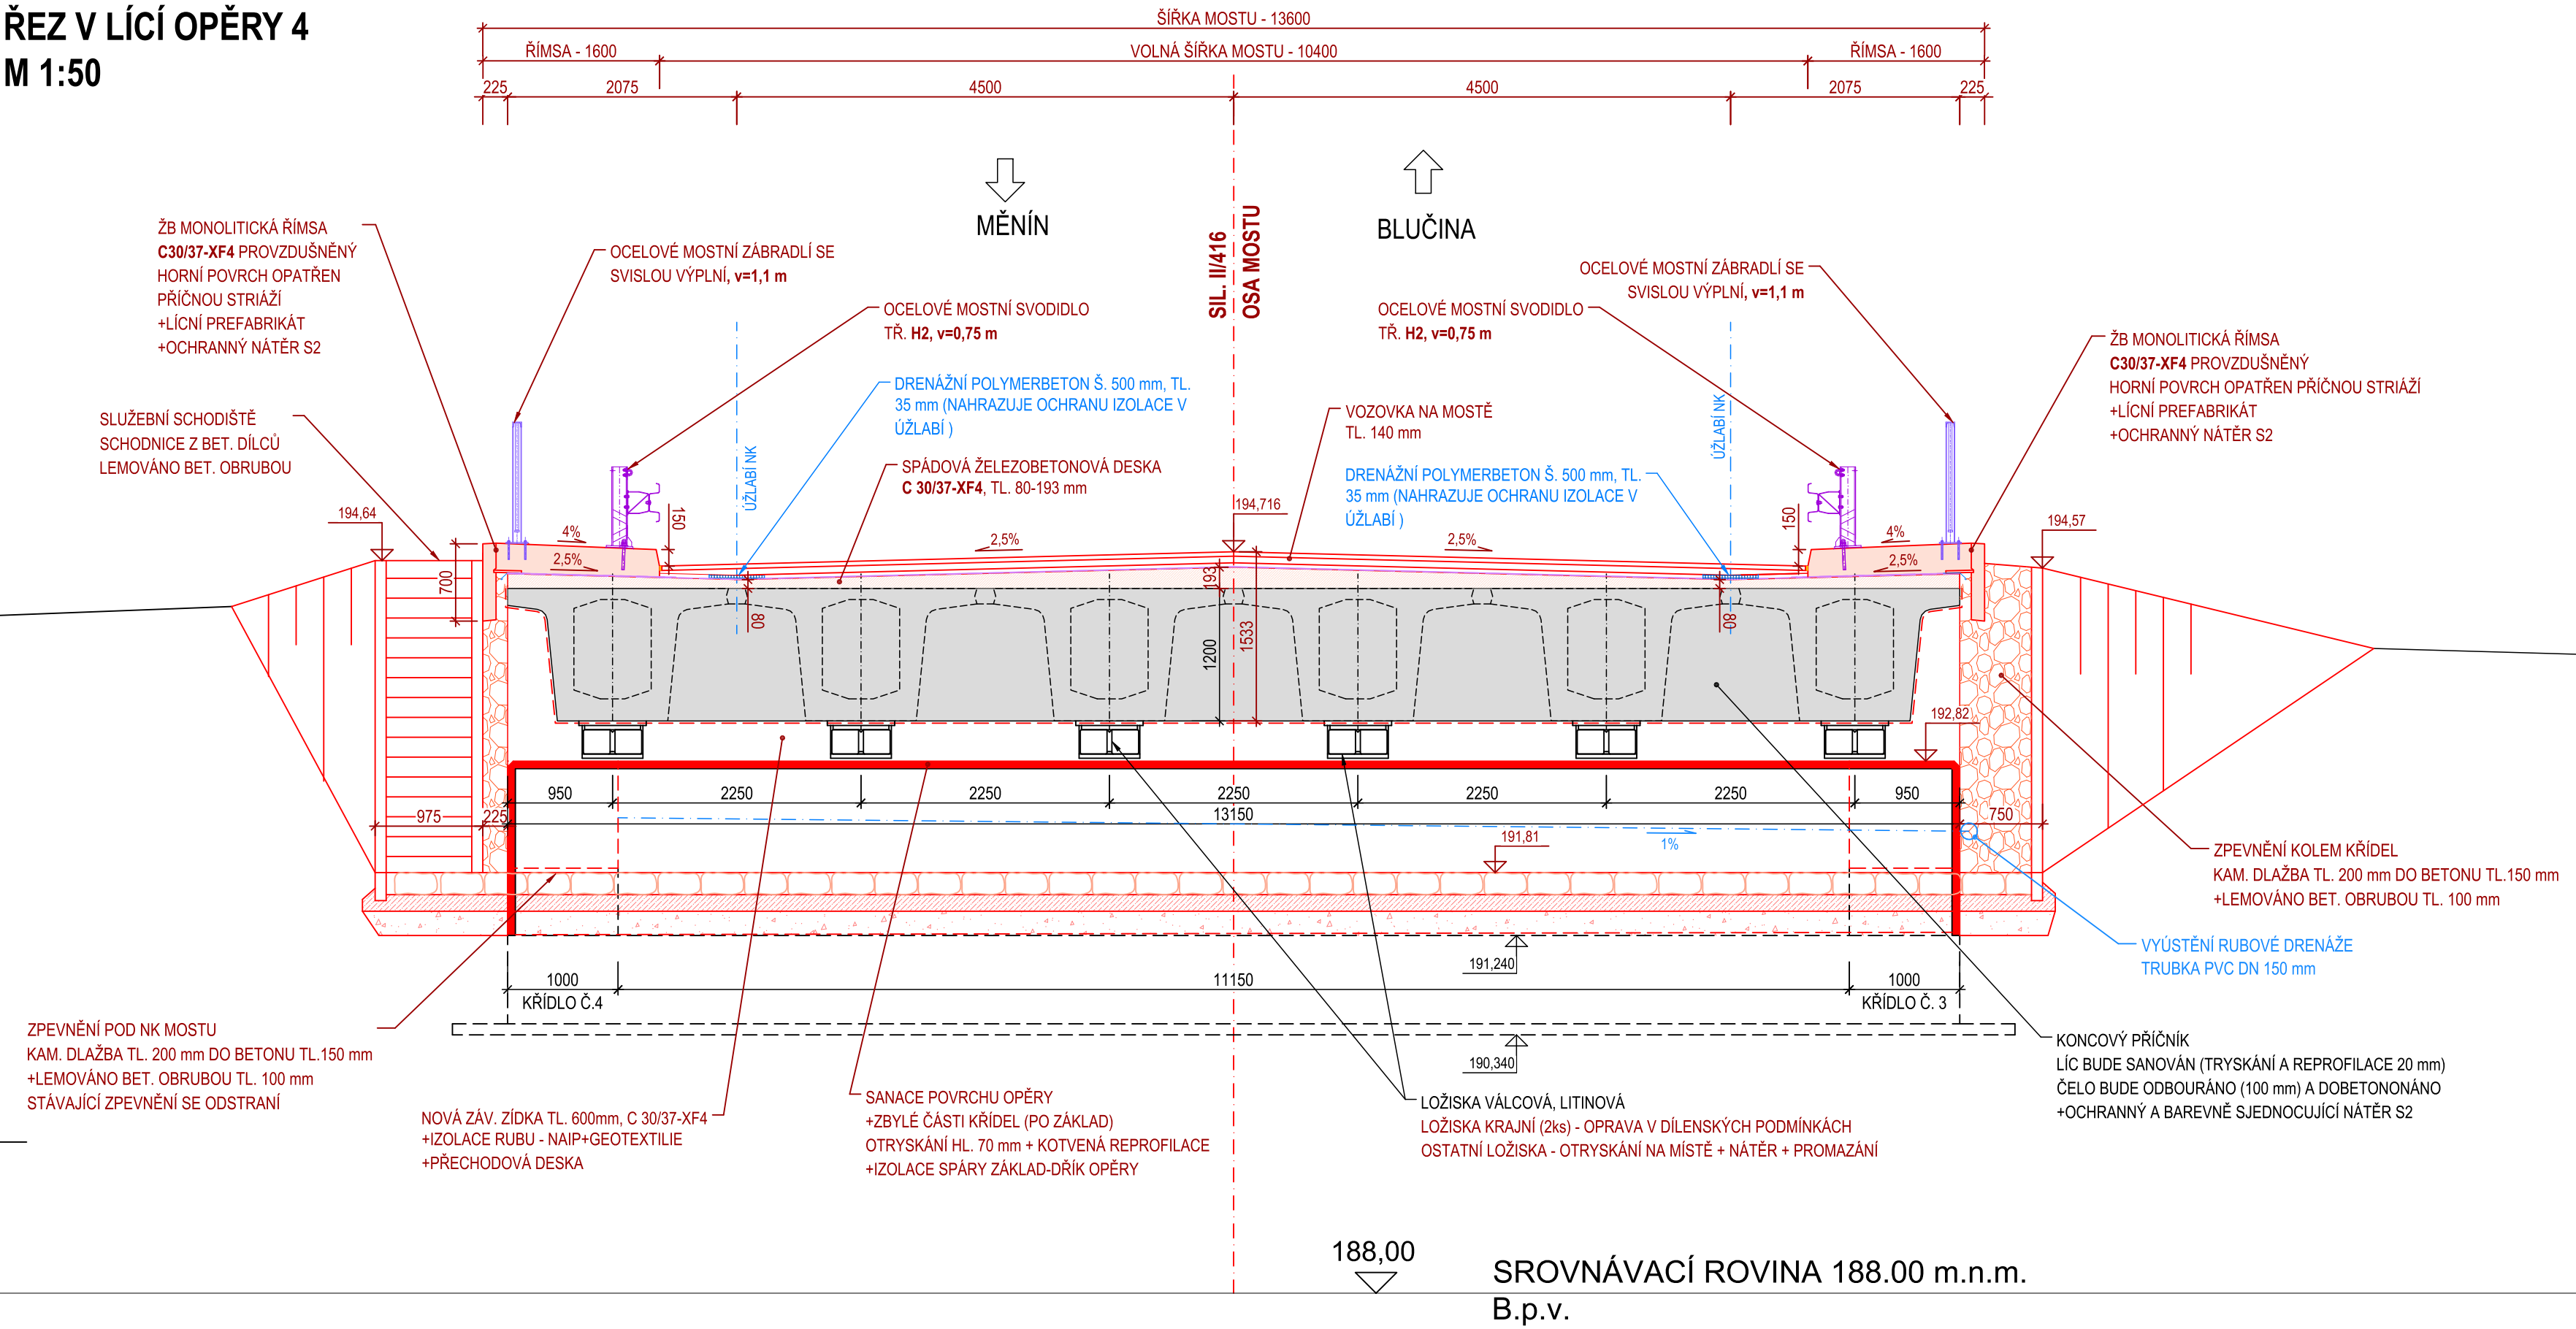 ŘEZ V LÍCÍ OPĚRY 4
M 1:50
ŠÍŘKA MOSTU - 13600
ŘÍMSA - 1600
VOLNÁ ŠÍŘKA MOSTU - 10400
ŘÍMSA - 1600
225
2075
4500
4500
2075
225
MĚNÍN
BLUČINA
SIL. II/416
OSA MOSTU
ŽB MONOLITICKÁ ŘÍMSA
C30/37-XF4 PROVZDUŠNĚNÝ
HORNÍ POVRCH OPATŘEN
PŘÍČNOU STRIÁŽÍ
+LÍCNÍ PREFABRIKÁT
+OCHRANNÝ NÁTĚR S2
OCELOVÉ MOSTNÍ ZÁBRADLÍ SE
SVISLOU VÝPLNÍ, v=1,1 m
OCELOVÉ MOSTNÍ SVODIDLO
TŘ. H2, v=0,75 m
OCELOVÉ MOSTNÍ ZÁBRADLÍ SE
SVISLOU VÝPLNÍ, v=1,1 m
OCELOVÉ MOSTNÍ SVODIDLO
TŘ. H2, v=0,75 m
ŽB MONOLITICKÁ ŘÍMSA
C30/37-XF4 PROVZDUŠNĚNÝ
HORNÍ POVRCH OPATŘEN PŘÍČNOU STRIÁŽÍ
+LÍCNÍ PREFABRIKÁT
+OCHRANNÝ NÁTĚR S2
SLUŽEBNÍ SCHODIŠTĚ
SCHODNICE Z BET. DÍLCŮ
LEMOVÁNO BET. OBRUBOU
DRENÁŽNÍ POLYMERBETON Š. 500 mm, TL.
35 mm (NAHRAZUJE OCHRANU IZOLACE V
ÚŽLABÍ )
SPÁDOVÁ ŽELEZOBETONOVÁ DESKA
C 30/37-XF4, TL. 80-193 mm
VOZOVKA NA MOSTĚ
TL. 140 mm
DRENÁŽNÍ POLYMERBETON Š. 500 mm, TL.
35 mm (NAHRAZUJE OCHRANU IZOLACE V
ÚŽLABÍ )
ÚŽLABÍ NK
ÚŽLABÍ NK
194,64
194,716
194,57
4%
2,5%
150
2,5%
2,5%
150
4%
2,5%
700
80
193
1200
1533
80
192,82
950
2250
2250
2250
2250
2250
950
975
225
13150
750
191,81
1%
191,240
1000
11150
1000
KŘÍDLO Č.4
KŘÍDLO Č. 3
190,340
ZPEVNĚNÍ KOLEM KŘÍDEL
KAM. DLAŽBA TL. 200 mm DO BETONU TL.150 mm
+LEMOVÁNO BET. OBRUBOU TL. 100 mm
VYÚSTĚNÍ RUBOVÉ DRENÁŽE
TRUBKA PVC DN 150 mm
ZPEVNĚNÍ POD NK MOSTU
KAM. DLAŽBA TL. 200 mm DO BETONU TL.150 mm
+LEMOVÁNO BET. OBRUBOU TL. 100 mm
STÁVAJÍCÍ ZPEVNĚNÍ SE ODSTRANÍ
NOVÁ ZÁV. ZÍDKA TL. 600mm, C 30/37-XF4
+IZOLACE RUBU - NAIP+GEOTEXTILIE
+PŘECHODOVÁ DESKA
SANACE POVRCHU OPĚRY
+ZBYLÉ ČÁSTI KŘÍDEL (PO ZÁKLAD)
OTRYSKÁNÍ HL. 70 mm + KOTVENÁ REPROFILACE
+IZOLACE SPÁRY ZÁKLAD-DŘÍK OPĚRY
LOŽISKA VÁLCOVÁ, LITINOVÁ
LOŽISKA KRAJNÍ (2ks) - OPRAVA V DÍLENSKÝCH PODMÍNKÁCH
OSTATNÍ LOŽISKA - OTRYSKÁNÍ NA MÍSTĚ + NÁTĚR + PROMAZÁNÍ
KONCOVÝ PŘÍČNÍK
LÍC BUDE SANOVÁN (TRYSKÁNÍ A REPROFILACE 20 mm)
ČELO BUDE ODBOURÁNO (100 mm) A DOBETONONÁNO
+OCHRANNÝ A BAREVNĚ SJEDNOCUJÍCÍ NÁTĚR S2
188,00
SROVNÁVACÍ ROVINA 188.00 m.n.m.
B.p.v.